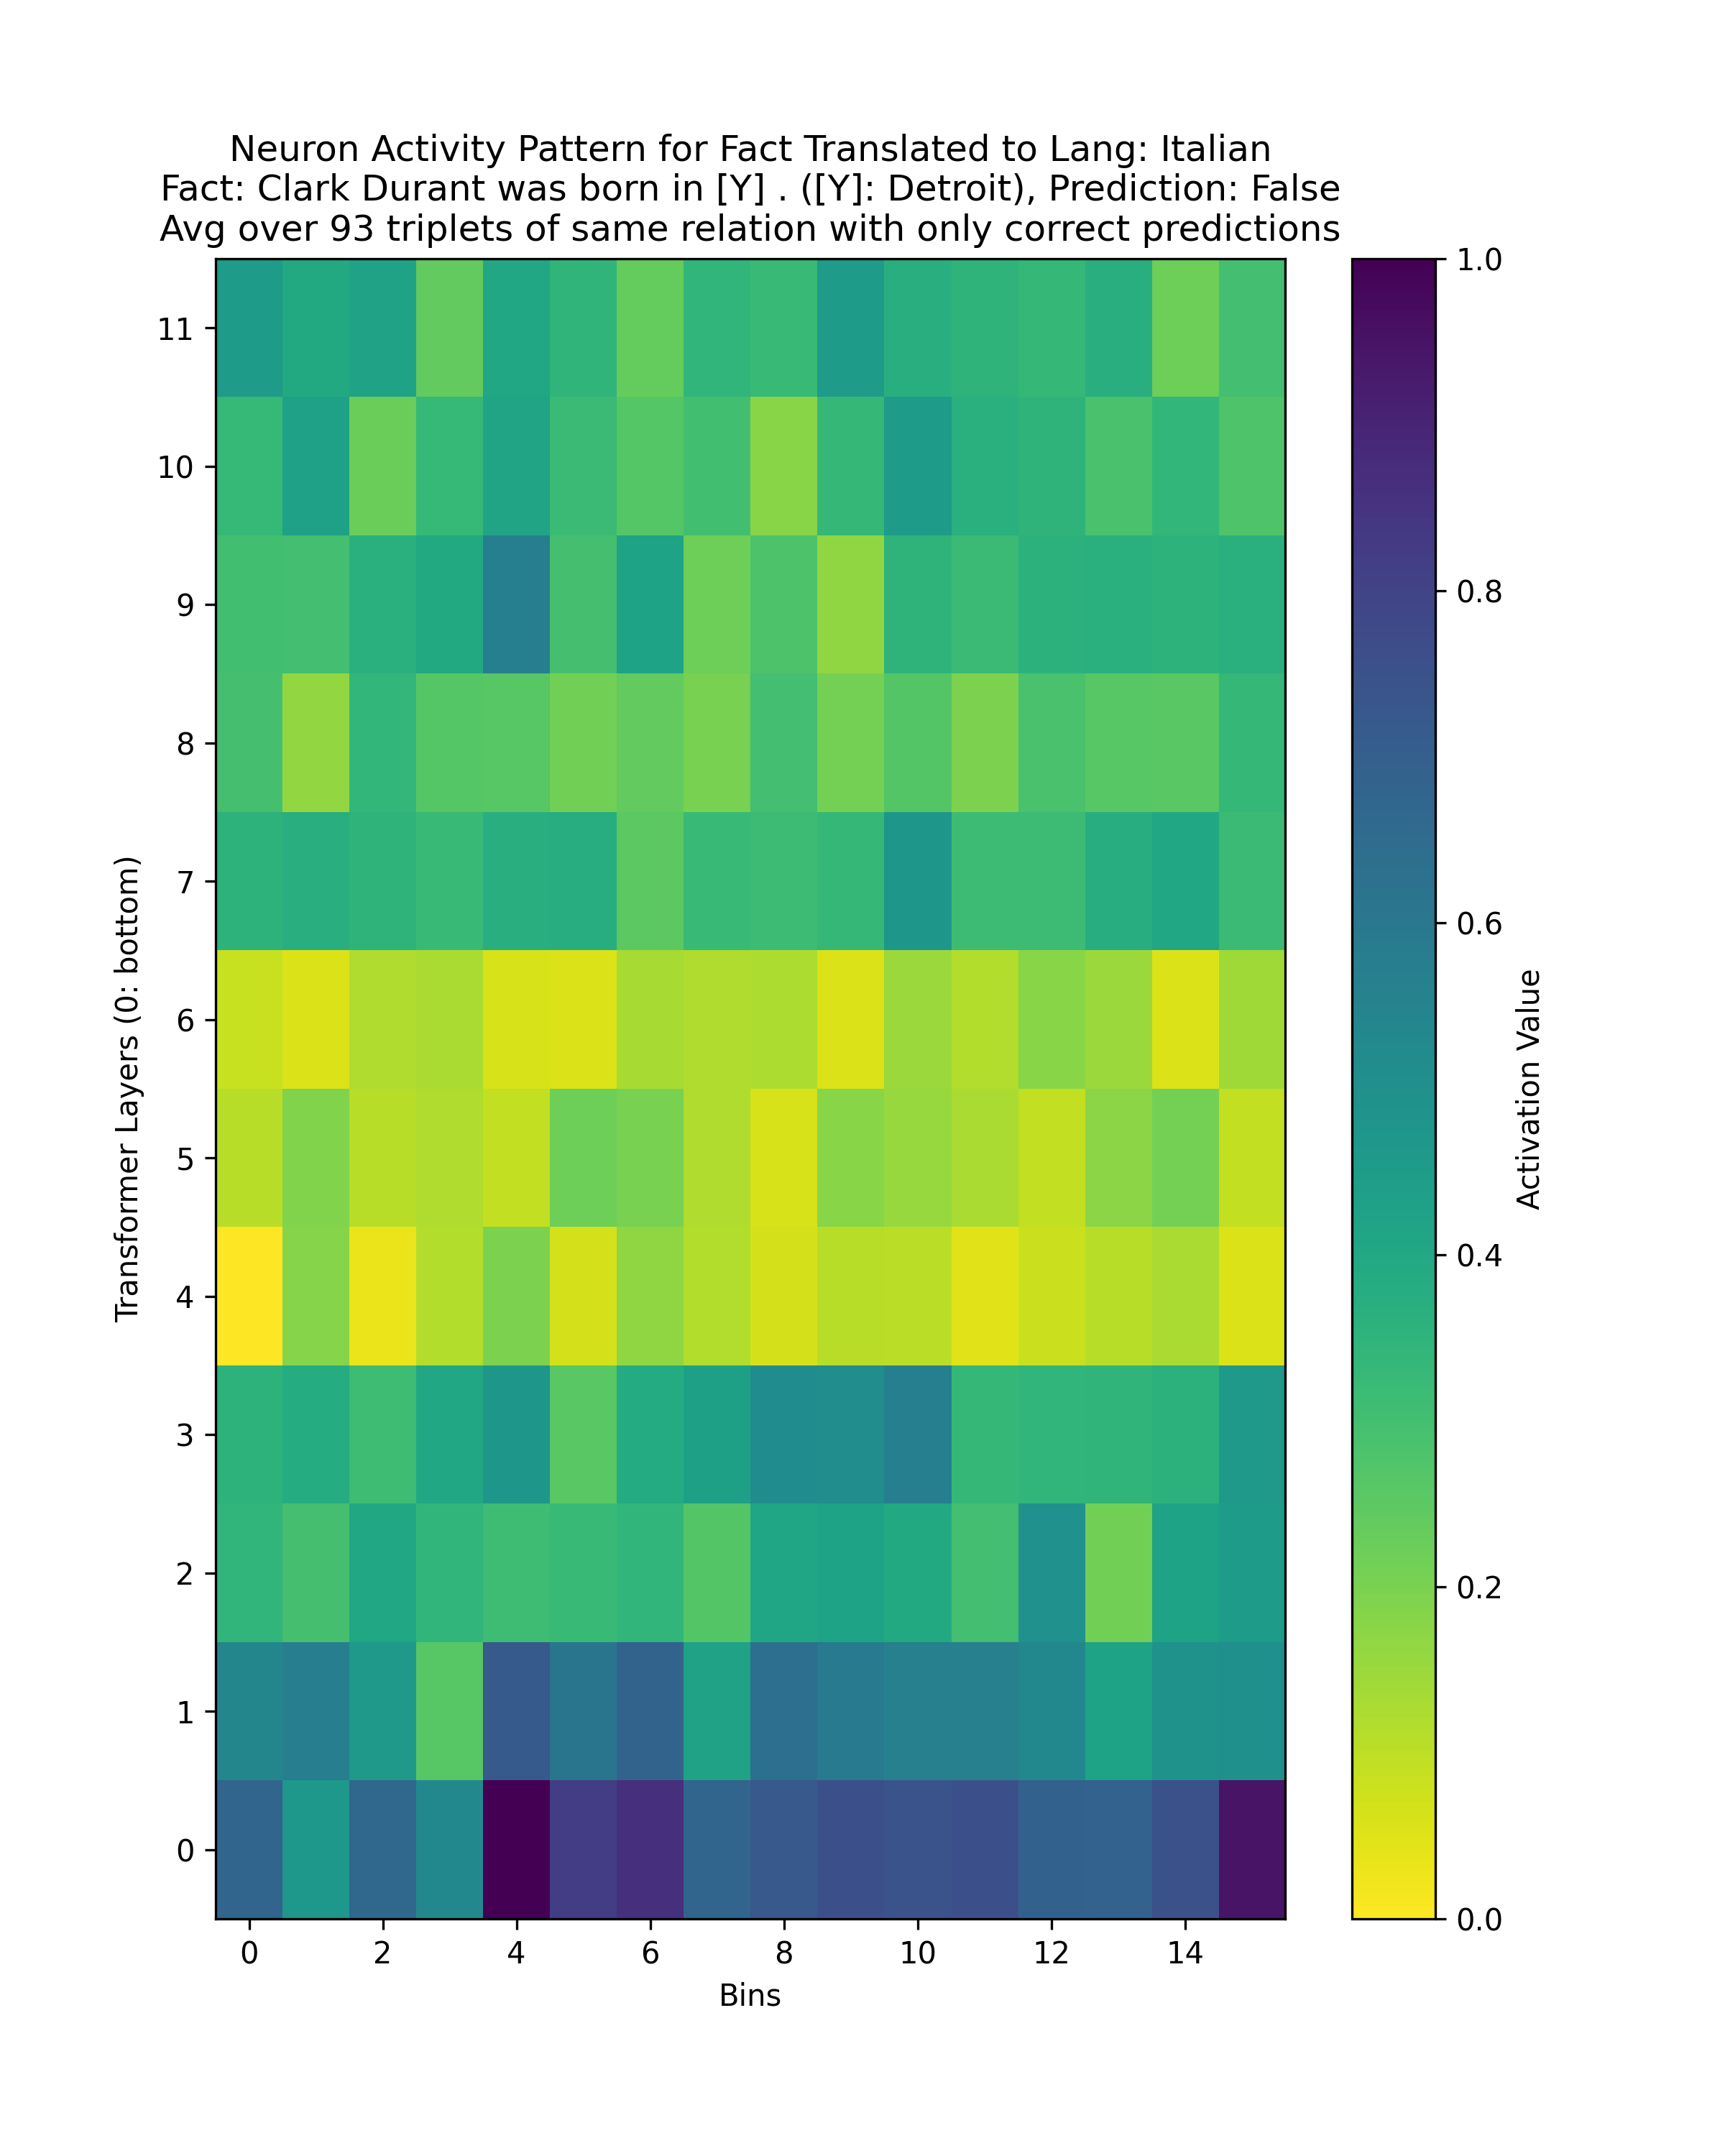 Neuron Activity Pattern for Fact Translated to Lang: Italian
Fact: Clark Durant was born in [Y] . ([Y]: Detroit), Prediction: False
Avg over 93 triplets of same relation with only correct predictions
Transformer Layers (0: bottom)
11
10
9
8
7
6
5
4
3
2
1
0
0 2 4 6 8 10 12 14
Bins
1.0
0.8
0.6
0.4
0.2
0.0
Activation Value